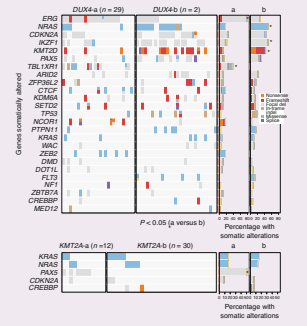 DUX4-a (n = 29) DUX4-b (n = 2) a b
ERG
NRAS
CDKN2A
IKZF1
KMT2D
PAX5
TBL1XR1
ARID2
ZFP36L2
CTCF
KDM6A
SETD2
TP53
NCOR1
PTPN11
KRAS
WAC
ZEB2
DMD
DOT1L
FLT3
NF1
ZBTB7A
CREBBP
MED12
Genes somatically altered
Nonsense
Frameshift
Focal del
In-frame
indel
Missense
Splice
P < 0.05 (a versus b)
Percentage with
somatic alterations
KMT2A-a (n =12) KMT2A-b (n = 30) a b
KRAS
NRAS
PAX5
CDKN2A
CREBBP
Percentage with
somatic alterations